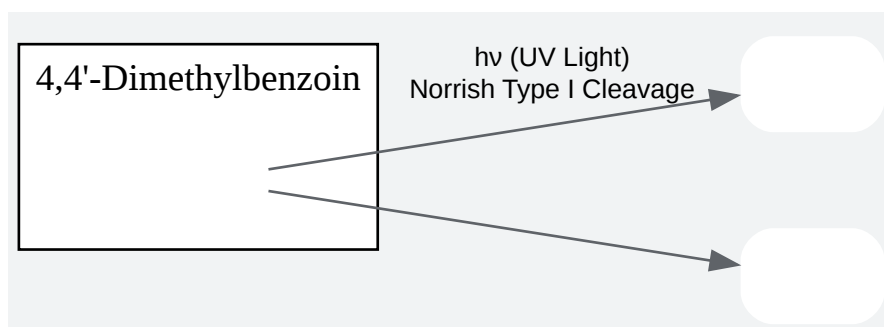 4,4'-Dimethylbenzoin
hν (UV Light)
Norrish Type I Cleavage